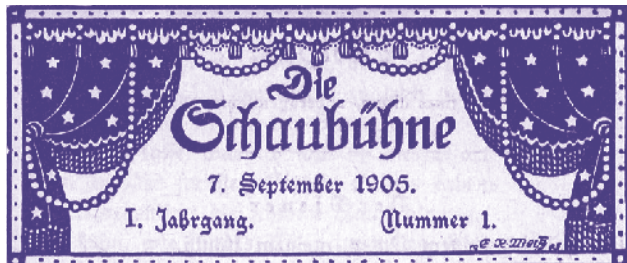 Die
Schaubühne
7. September 1905.
I. Jahrgang. Nummer 1.